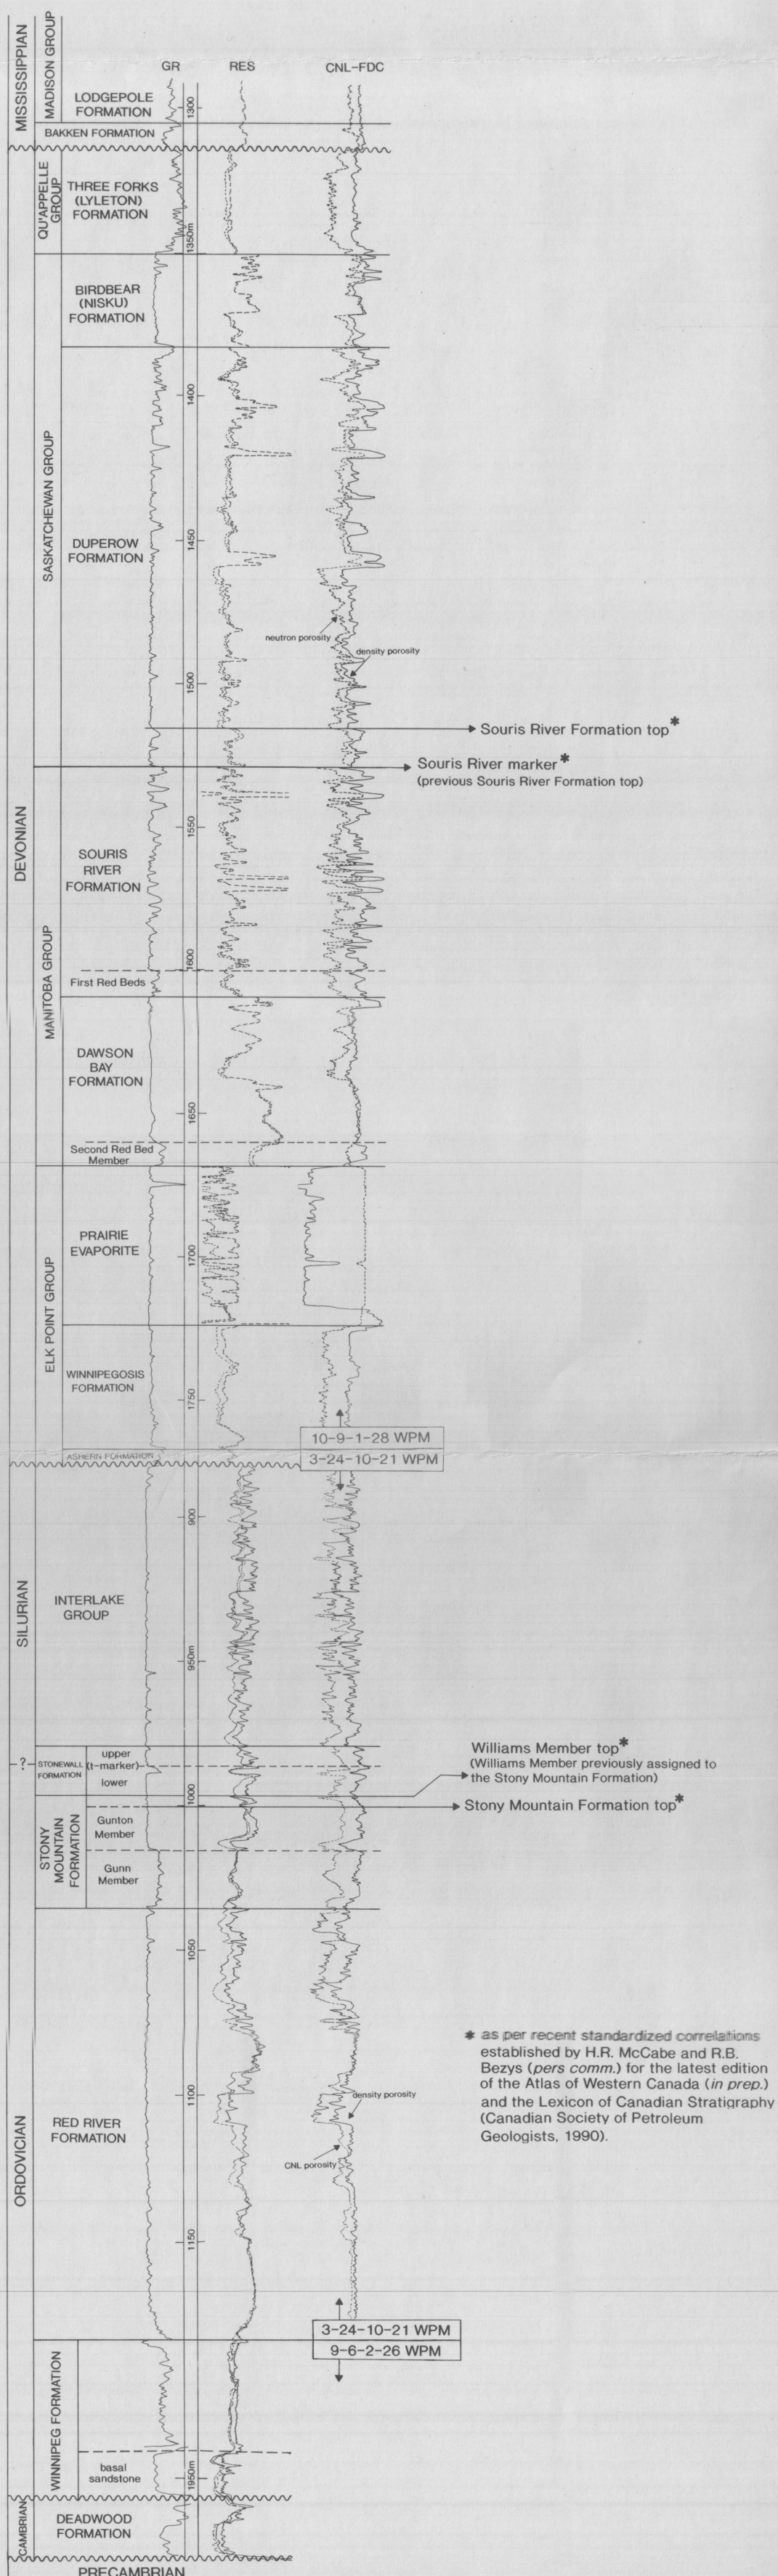 MISSISSIPPIAN
MADISON GROUP
GR
RES
CNL-FDC
LODGEPOLE
FORMATION
1300
BAKKEN FORMATION
QU'APPELLE
GROUP
THREE FORKS
(LYLETON)
FORMATION
1350m
BIRDBEAR
(NISKU)
FORMATION
1400
SASKATCHEWAN GROUP
DUPEROW
FORMATION
1450
neutron porosity
density porosity
1500
Souris River Formation top*
Souris River marker*
(previous Souris River Formation top)
DEVONIAN
1550
SOURIS
RIVER
FORMATION
MANITOBA GROUP
1600
First Red Beds
DAWSON
BAY
FORMATION
1650
Second Red Bed
Member
PRAIRIE
EVAPORITE
1700
ELK POINT GROUP
WINNIPEGOSIS
FORMATION
1750
10-9-1-28 WPM
ASHERN FORMATION
3-24-10-21 WPM
900
SILURIAN
INTERLAKE
GROUP
950m
Williams Member top*
(Williams Member previously assigned to
the Stony Mountain Formation)
?
STONEWALL
FORMATION
upper
(t-marker)
lower
1000
Stony Mountain Formation top*
STONY
MOUNTAIN
FORMATION
Gunton
Member
Gunn
Member
1050
* as per recent standardized correlations
established by H.R. McCabe and R.B.
Bezys (pers comm.) for the latest edition
of the Atlas of Western Canada (in prep.)
and the Lexicon of Canadian Stratigraphy
(Canadian Society of Petroleum
Geologists, 1990).
1100
density porosity
ORDOVICIAN
RED RIVER
FORMATION
CNL porosity
1150
3-24-10-21 WPM
9-6-2-26 WPM
WINNIPEG FORMATION
basal
sandstone
1950m
CAMBRIAN
DEADWOOD
FORMATION
PRECAMBRIAN